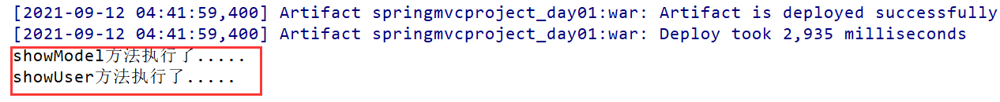 [2021-09-12 04:41:59,400] Artifact springmvcproject_day01:war: Artifact is deployed successfully
[2021-09-12 04:41:59,400] Artifact springmvcproject_day01:war: Deploy took 2,935 milliseconds
showModel方法执行了.....
showUser方法执行了.....